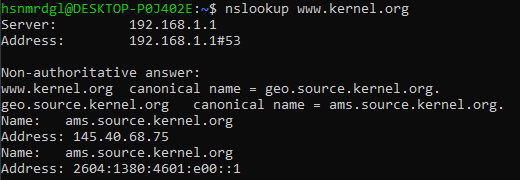 hsnmrdgl@DESKTOP-P0J402E:~$ nslookup www.kernel.org
Server:         192.168.1.1
Address:        192.168.1.1#53

Non-authoritative answer:
www.kernel.org  canonical name = geo.source.kernel.org.
geo.source.kernel.org   canonical name = ams.source.kernel.org.
Name:   ams.source.kernel.org
Address: 145.40.68.75
Name:   ams.source.kernel.org
Address: 2604:1380:4601:e00::1